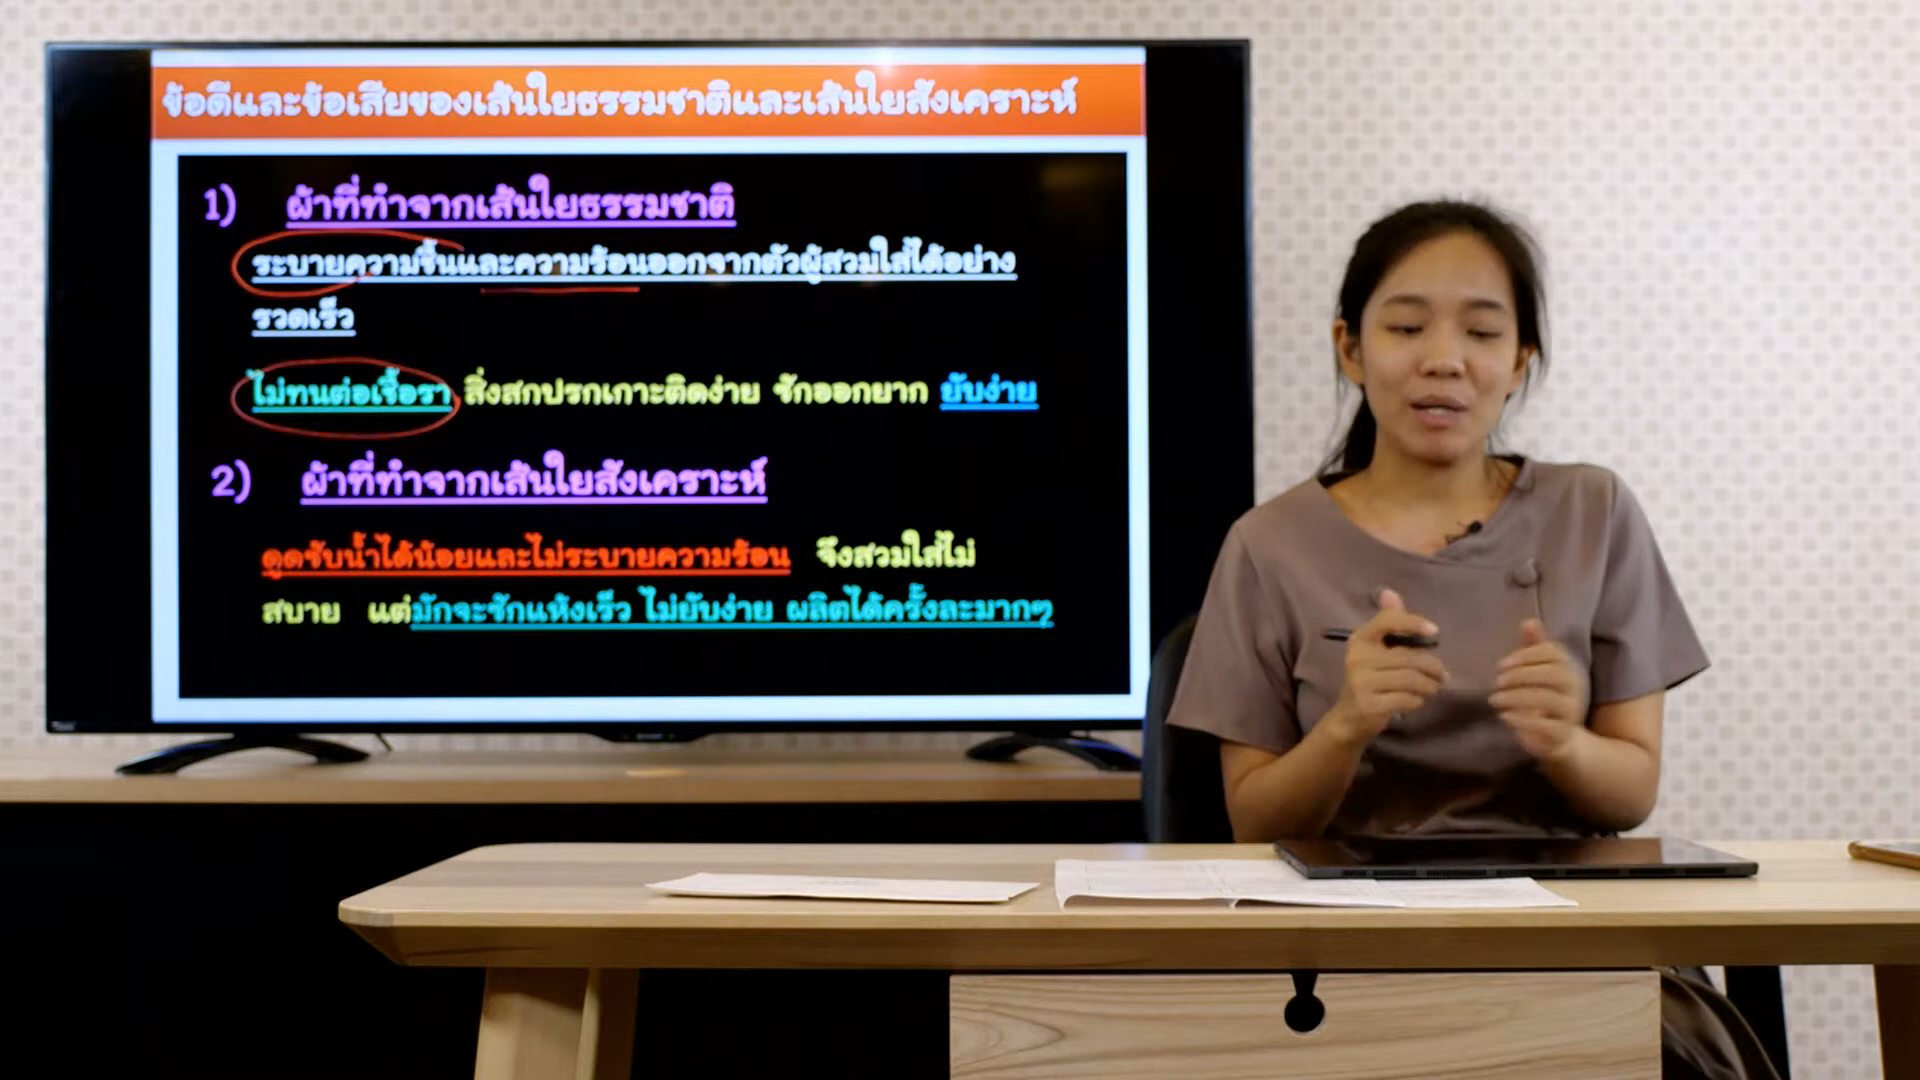 ข้อดีและข้อเสียของเส้นใยธรรมชาติและเส้นใยสังเคราะห์
1) ผ้าที่ทำจากเส้นใยธรรมชาติ
ระบายความชื้นและความร้อนออกจากตัวผู้สวมใส่ได้อย่าง
รวดเร็ว
ไม่ทนต่อเชื้อรา สิ่งสกปรกเกาะติดง่าย ซักออกยาก ยับง่าย
2) ผ้าที่ทำจากเส้นใยสังเคราะห์
ดูดซับน้ำได้น้อยและไม่ระบายความร้อน จึงสวมใส่ไม่
สบาย แต่มักจะซักแห้งเร็ว ไม่ยับง่าย ผลิตได้ครั้งละมากๆ